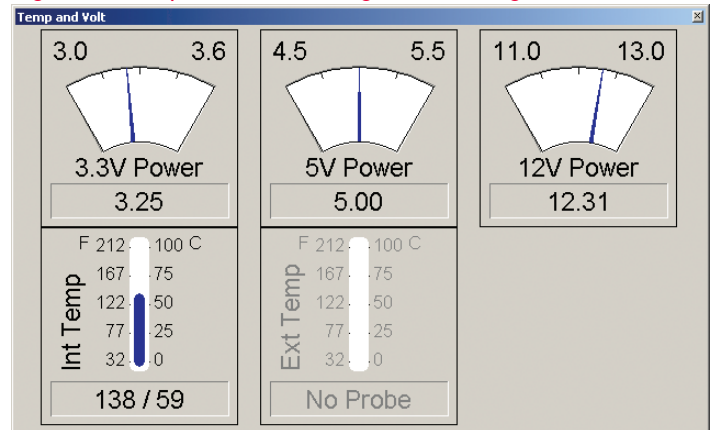 Temp and Volt
3.0 3.6
3.3V Power
3.25
4.5 5.5
5V Power
5.00
11.0 13.0
12V Power
12.31
Int Temp
F 212 100 C
167 75
122 50
77 25
32 0
138 / 59
Ext Temp
F 212 100 C
167 75
122 50
77 25
32 0
No Probe